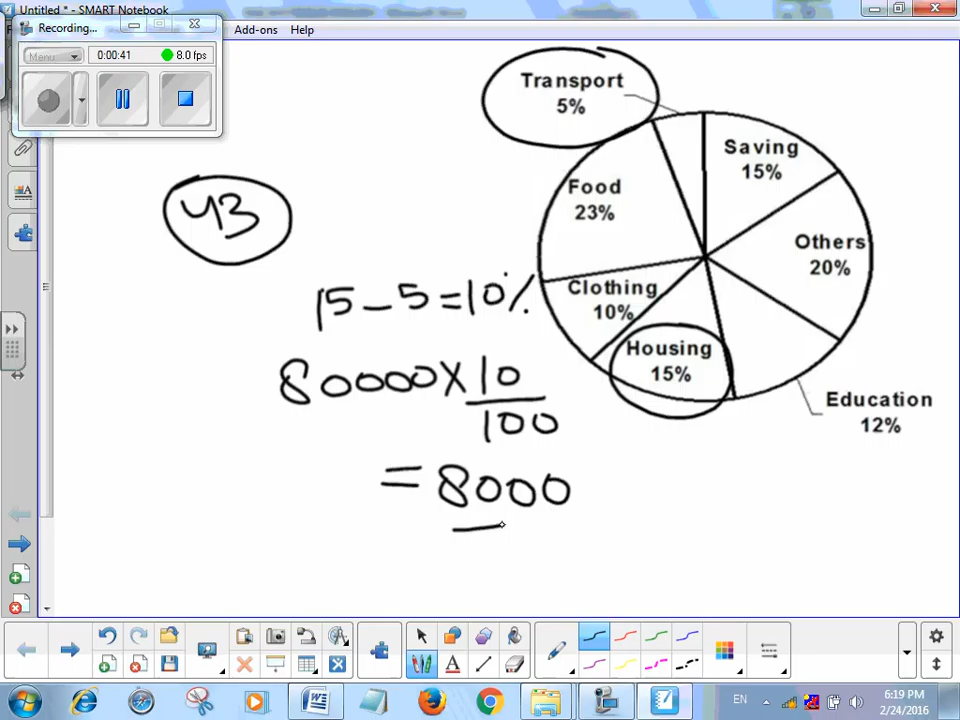 Untitled * - SMART Notebook
Recording...
Add-ons Help
Menu
0:00:41
8.0 fps
Transport
5%
Saving
15%
Food
23%
43
Others
20%
15-5=10%
Clothing
10%
Housing
15%
80000x10
100
Education
12%
=8000
A
W
EN
6:19 PM
2/24/2016